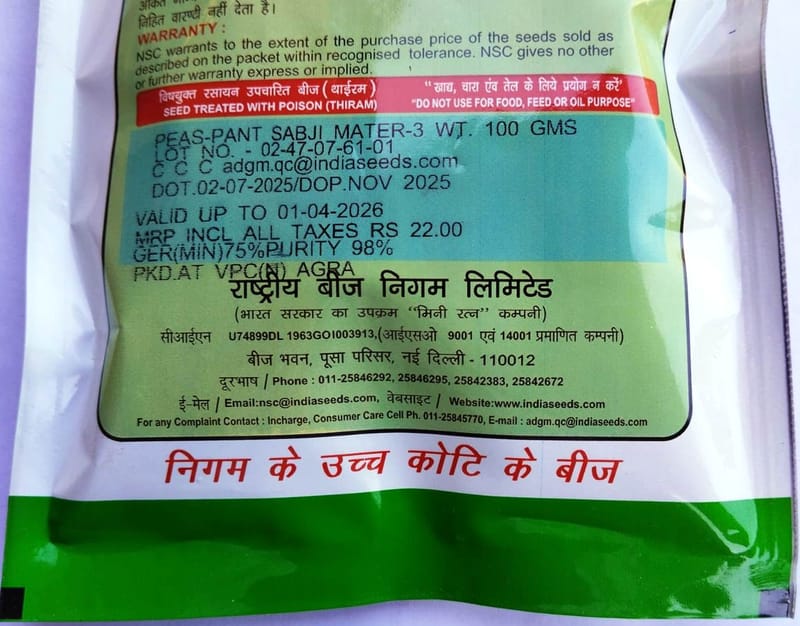 निहित वारण्टी नहीं देता है।
WARRANTY :
NSC warrants to the extent of the purchase price of the seeds sold as
described on the packet within recognised tolerance. NSC gives no other
or further warranty express or implied.
विषयुक्त रसायन उपचारित बीज (थाईरम)
SEED TREATED WITH POISON (THIRAM)
“खाद्य, चारा एंव तेल के लिये प्रयोग न करें’
"DO NOT USE FOR FOOD, FEED OR OIL PURPOSE"
PEAS-PANT SABJI MATER-3 WT. 100 GMS
LOT NO. - 02-47-07-61-01
C C C adgm.qc@indiaseeds.com
DOT.02-07-2025/DOP.NOV 2025
VALID UP TO 01-04-2026
MRP INCL ALL TAXES RS 22.00
GER(MIN)75%PURITY 98%
PKD.AT VPC(N) AGRA
राष्ट्रीय बीज निगम लिमिटेड
(भारत सरकार का उपक्रम “मिनी रत्न” कम्पनी)
सीआईएन U74899DL 1963GOI003913,(आईएसओ 9001 एवं 14001 प्रमाणित कम्पनी)
बीज भवन, पूसा परिसर, नई दिल्ली - 110012
दूरभाष / Phone : 011-25846292, 25846295, 25842383, 25842672
ई-मेल / Email:nsc@indiaseeds.com, वेबसाइट / Website:www.indiaseeds.com
For any Complaint Contact : Incharge, Consumer Care Cell Ph. 011-25845770, E-mail : adgm.qc@indiaseeds.com
निगम के उच्च कोटि के बीज